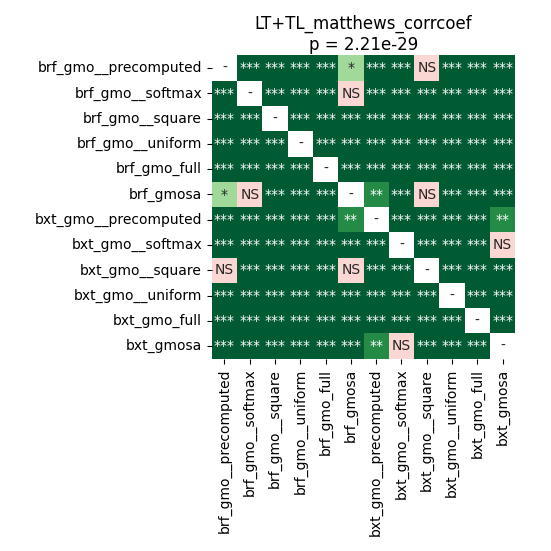 LT+TL_matthews_corrcoef
p = 2.21e-29
brf_gmo__precomputed - *** *** *** *** * *** *** NS *** *** ***
brf_gmo__softmax *** - *** *** *** NS *** *** *** *** *** ***
brf_gmo__square *** *** - *** *** *** *** *** *** *** *** ***
brf_gmo__uniform *** *** *** - *** *** *** *** *** *** *** ***
brf_gmo_full *** *** *** *** - *** *** *** *** *** *** ***
brf_gmosa * NS *** *** *** - ** *** NS *** *** ***
bxt_gmo__precomputed *** *** *** *** *** ** - *** *** *** *** **
bxt_gmo__softmax *** *** *** *** *** *** *** - *** *** *** NS
bxt_gmo__square NS *** *** *** *** NS *** *** - *** *** ***
bxt_gmo__uniform *** *** *** *** *** *** *** *** *** - *** ***
bxt_gmo_full *** *** *** *** *** *** *** *** *** *** - ***
bxt_gmosa *** *** *** *** *** *** ** NS *** *** *** -
brf_gmo__precomputed
brf_gmo__softmax
brf_gmo__square
brf_gmo__uniform
brf_gmo_full
brf_gmosa
bxt_gmo__precomputed
bxt_gmo__softmax
bxt_gmo__square
bxt_gmo__uniform
bxt_gmo_full
bxt_gmosa